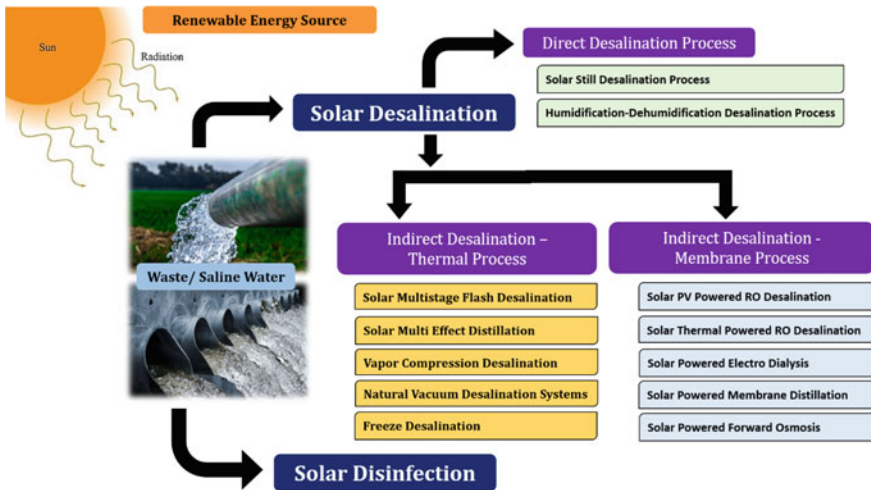 Renewable Energy Source
Sun
Radiation
Direct Desalination Process
Solar Still Desalination Process
Humidification-Dehumidification Desalination Process
Solar Desalination
Waste/ Saline Water
Indirect Desalination –
Thermal Process
Solar Multistage Flash Desalination
Solar Multi Effect Distillation
Vapor Compression Desalination
Natural Vacuum Desalination Systems
Freeze Desalination
Indirect Desalination -
Membrane Process
Solar PV Powered RO Desalination
Solar Thermal Powered RO Desalination
Solar Powered Electro Dialysis
Solar Powered Membrane Distillation
Solar Powered Forward Osmosis
Solar Disinfection